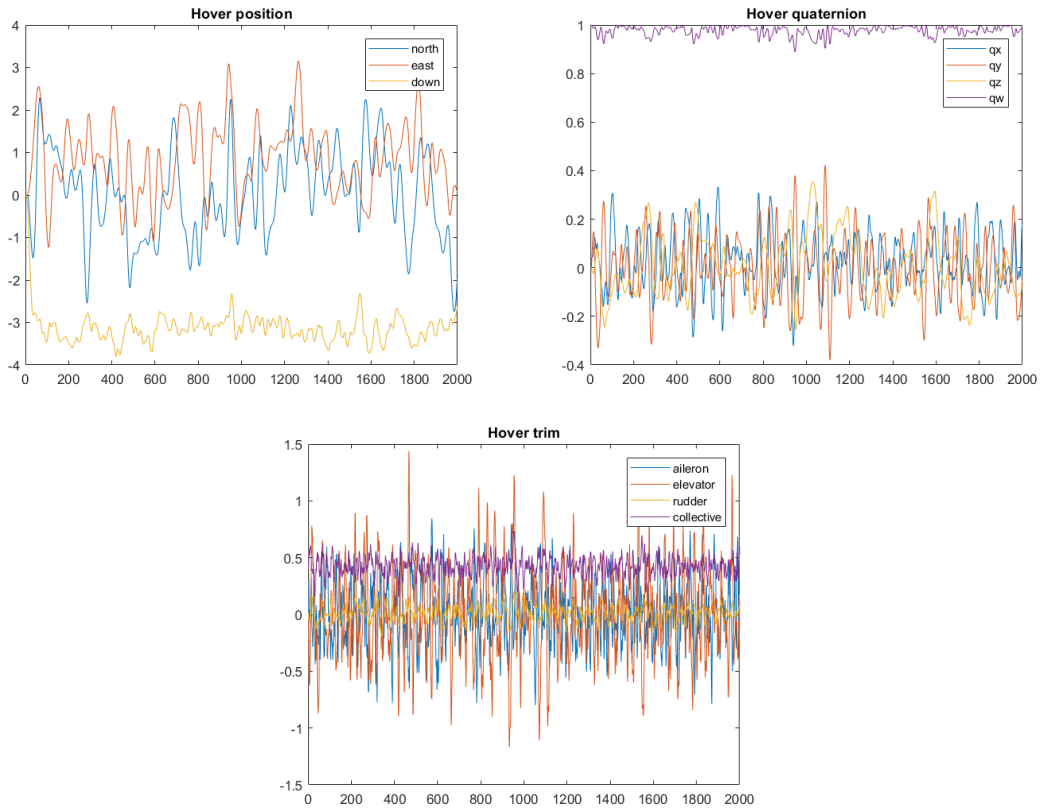 Hover position
4
3
2
1
0
-1
-2
-3
-4
0 200 400 600 800 1000 1200 1400 1600 1800 2000
north
east
down
Hover quaternion
1
0.8
0.6
0.4
0.2
0
-0.2
-0.4
0 200 400 600 800 1000 1200 1400 1600 1800 2000
qx
qy
qz
qw
Hover trim
1.5
1
0.5
0
-0.5
-1
-1.5
0 200 400 600 800 1000 1200 1400 1600 1800 2000
aileron
elevator
rudder
collective